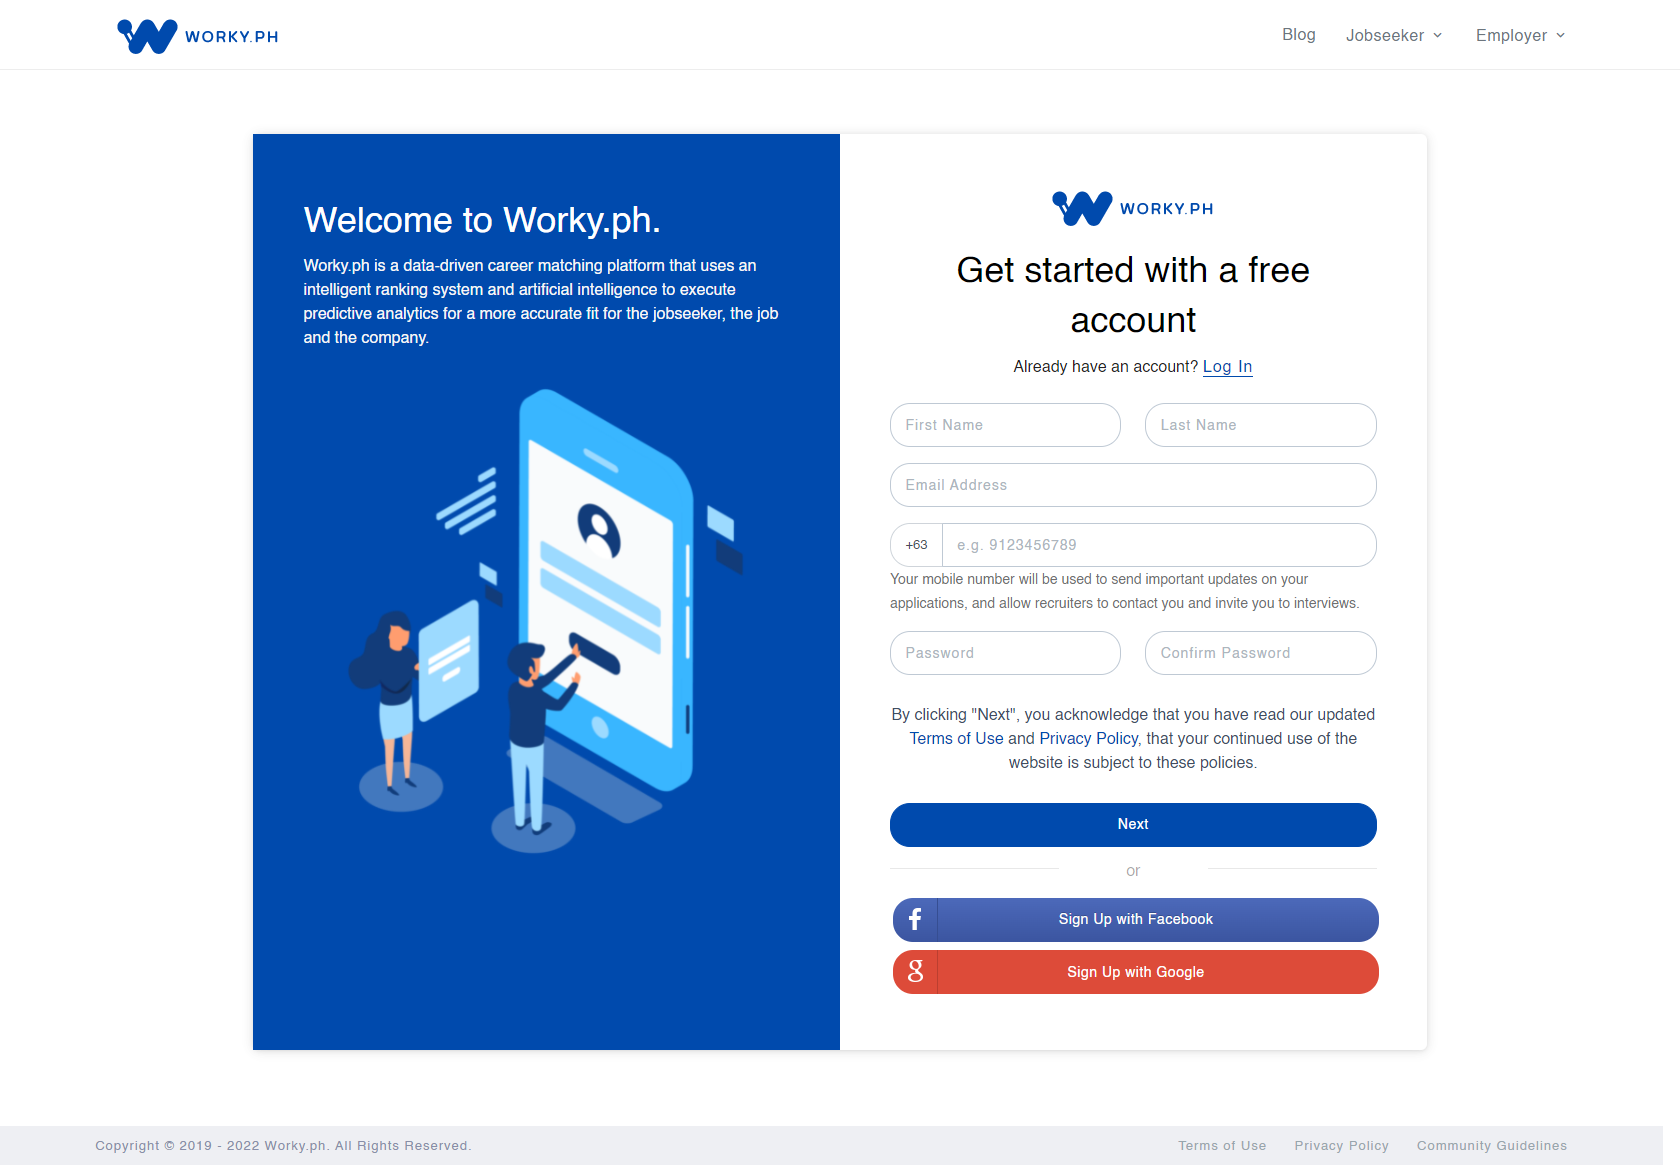 WORKY.PH
Blog
Jobseeker
Employer
Welcome to Worky.ph.
Worky.ph is a data-driven career matching platform that uses an
intelligent ranking system and artificial intelligence to execute
predictive analytics for a more accurate fit for the jobseeker, the job
and the company.
WORKY.PH
Get started with a free
account
Already have an account? Log In
First Name
Last Name
Email Address
+63
e.g. 9123456789
Your mobile number will be used to send important updates on your
applications, and allow recruiters to contact you and invite you to interviews.
Password
Confirm Password
By clicking "Next", you acknowledge that you have read our updated
Terms of Use and Privacy Policy, that your continued use of the
website is subject to these policies.
Next
or
Sign Up with Facebook
Sign Up with Google
Copyright © 2019 - 2022 Worky.ph. All Rights Reserved.
Terms of Use
Privacy Policy
Community Guidelines